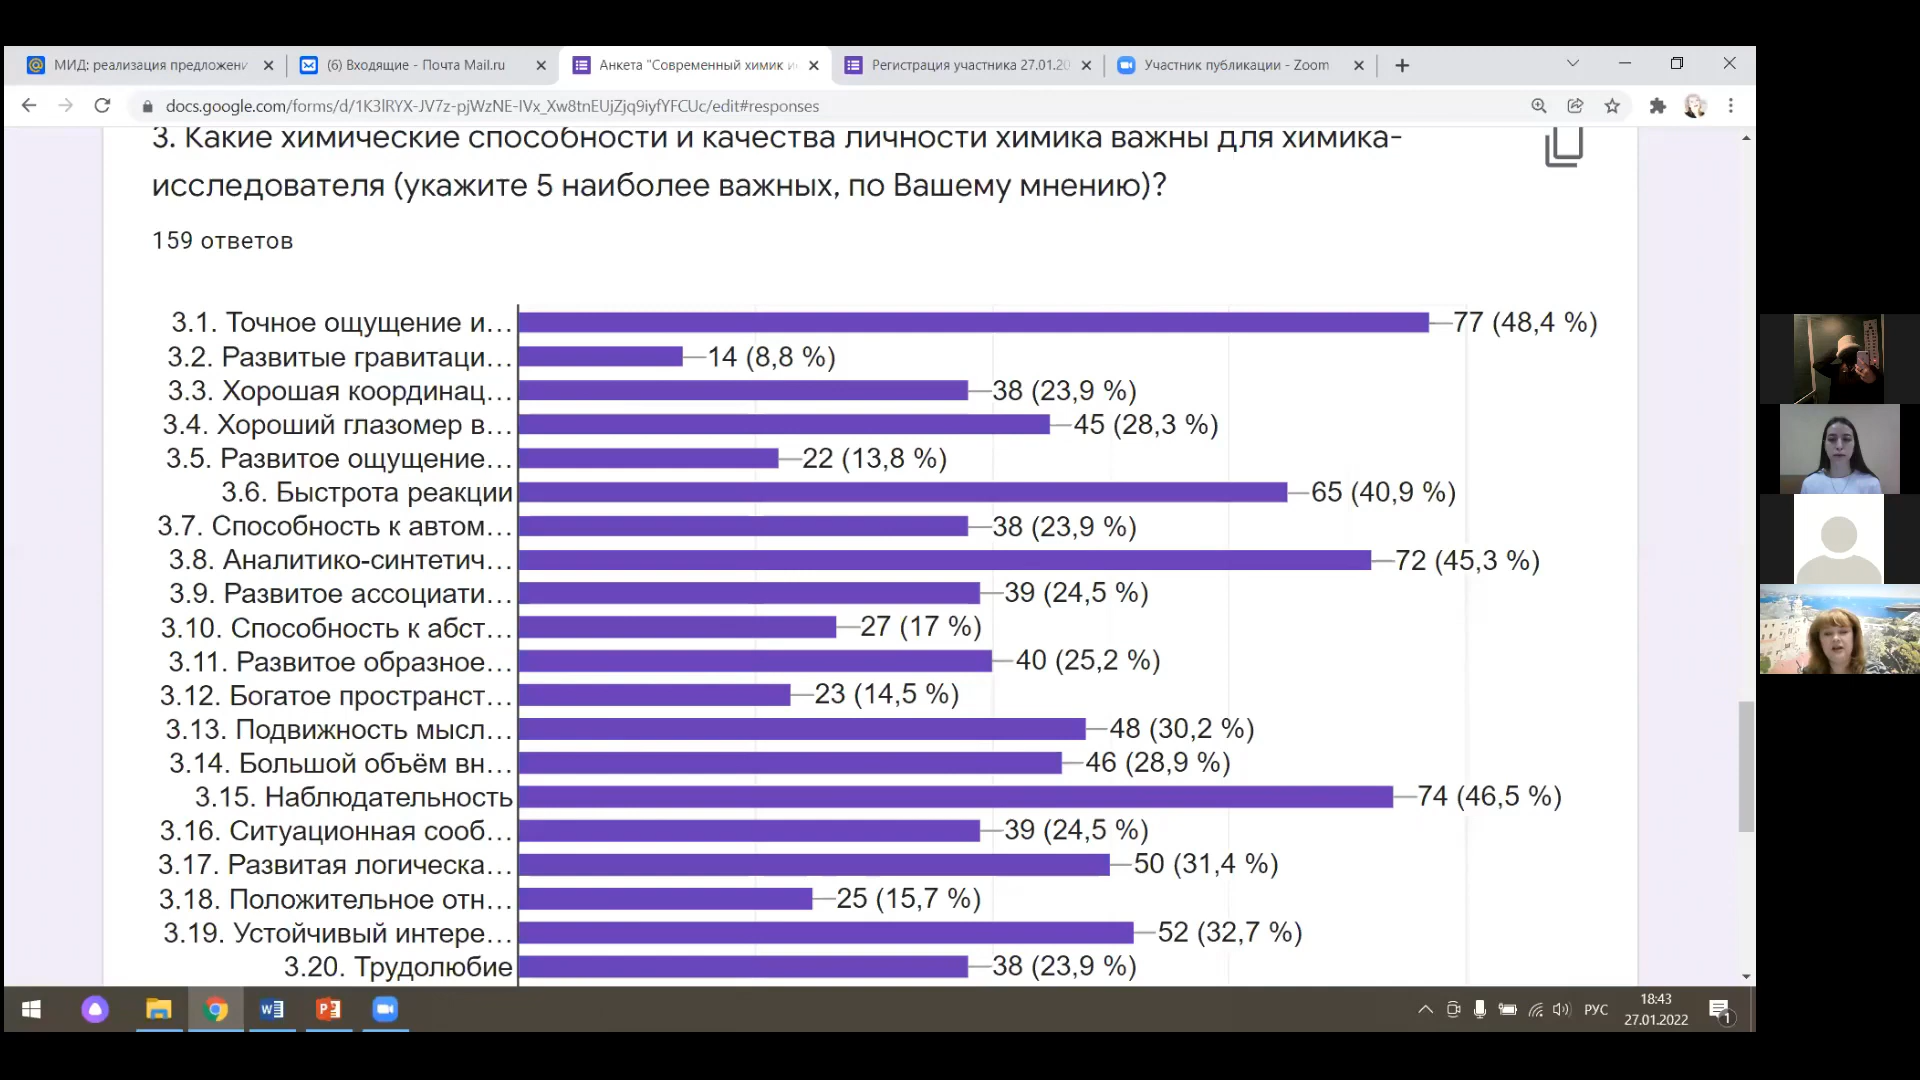 МИД: реализация предложени
(6) Входящие - Почта Mail.ru
Анкета "Современный химик и
Регистрация участника 27.01.20
Участник публикации - Zoom
docs.google.com/forms/d/1K3lRYX-JV7z-pjWzNE-IVx_Xw8tnEUjZjq9iyfYFCUc/edit#responses
3. Какие химические способности и качества личности химика важны для химика-
исследователя (укажите 5 наиболее важных, по Вашему мнению)?
159 ответов
3.1. Точное ощущение и… 77 (48,4 %)
3.2. Развитые гравитаци… 14 (8,8 %)
3.3. Хорошая координац… 38 (23,9 %)
3.4. Хороший глазомер в… 45 (28,3 %)
3.5. Развитое ощущение… 22 (13,8 %)
3.6. Быстрота реакции 65 (40,9 %)
3.7. Способность к автом… 38 (23,9 %)
3.8. Аналитико-синтетич… 72 (45,3 %)
3.9. Развитое ассоциати… 39 (24,5 %)
3.10. Способность к абст… 27 (17 %)
3.11. Развитое образное… 40 (25,2 %)
3.12. Богатое пространст… 23 (14,5 %)
3.13. Подвижность мысл… 48 (30,2 %)
3.14. Большой объём вн… 46 (28,9 %)
3.15. Наблюдательность 74 (46,5 %)
3.16. Ситуационная сооб… 39 (24,5 %)
3.17. Развитая логическа… 50 (31,4 %)
3.18. Положительное отн… 25 (15,7 %)
3.19. Устойчивый интере… 52 (32,7 %)
3.20. Трудолюбие 38 (23,9 %)
РУС
18:43
27.01.2022
1